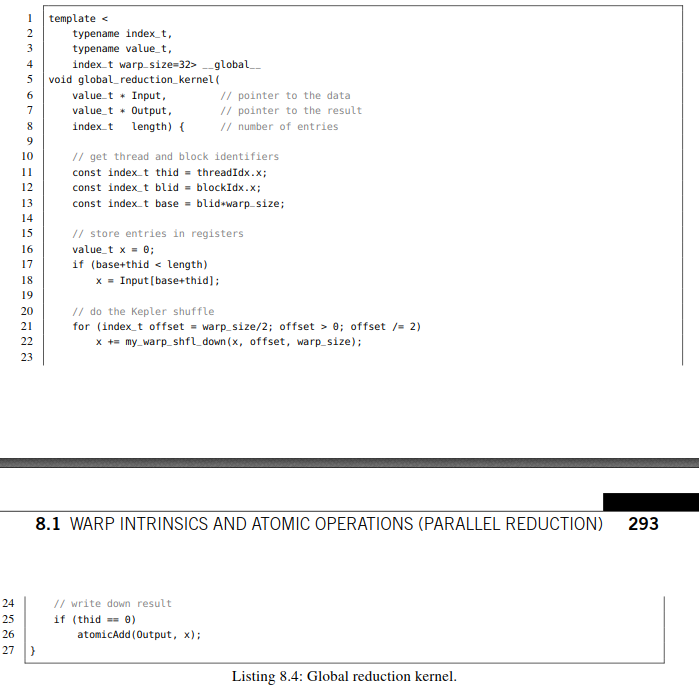 1 template <
2     typename index_t,
3     typename value_t,
4     index_t warp_size=32> __global__
5 void global_reduction_kernel(
6     value_t * Input,       // pointer to the data
7     value_t * Output,      // pointer to the result
8     index_t   length) {    // number of entries
9
10     // get thread and block identifiers
11     const index_t thid = threadIdx.x;
12     const index_t blid = blockIdx.x;
13     const index_t base = blid*warp_size;
14
15     // store entries in registers
16     value_t x = 0;
17     if (base+thid < length)
18         x = Input[base+thid];
19
20     // do the Kepler shuffle
21     for (index_t offset = warp_size/2; offset > 0; offset /= 2)
22         x += my_warp_shfl_down(x, offset, warp_size);
23
8.1 WARP INTRINSICS AND ATOMIC OPERATIONS (PARALLEL REDUCTION) 293
24     // write down result
25     if (thid == 0)
26         atomicAdd(Output, x);
27 }
Listing 8.4: Global reduction kernel.